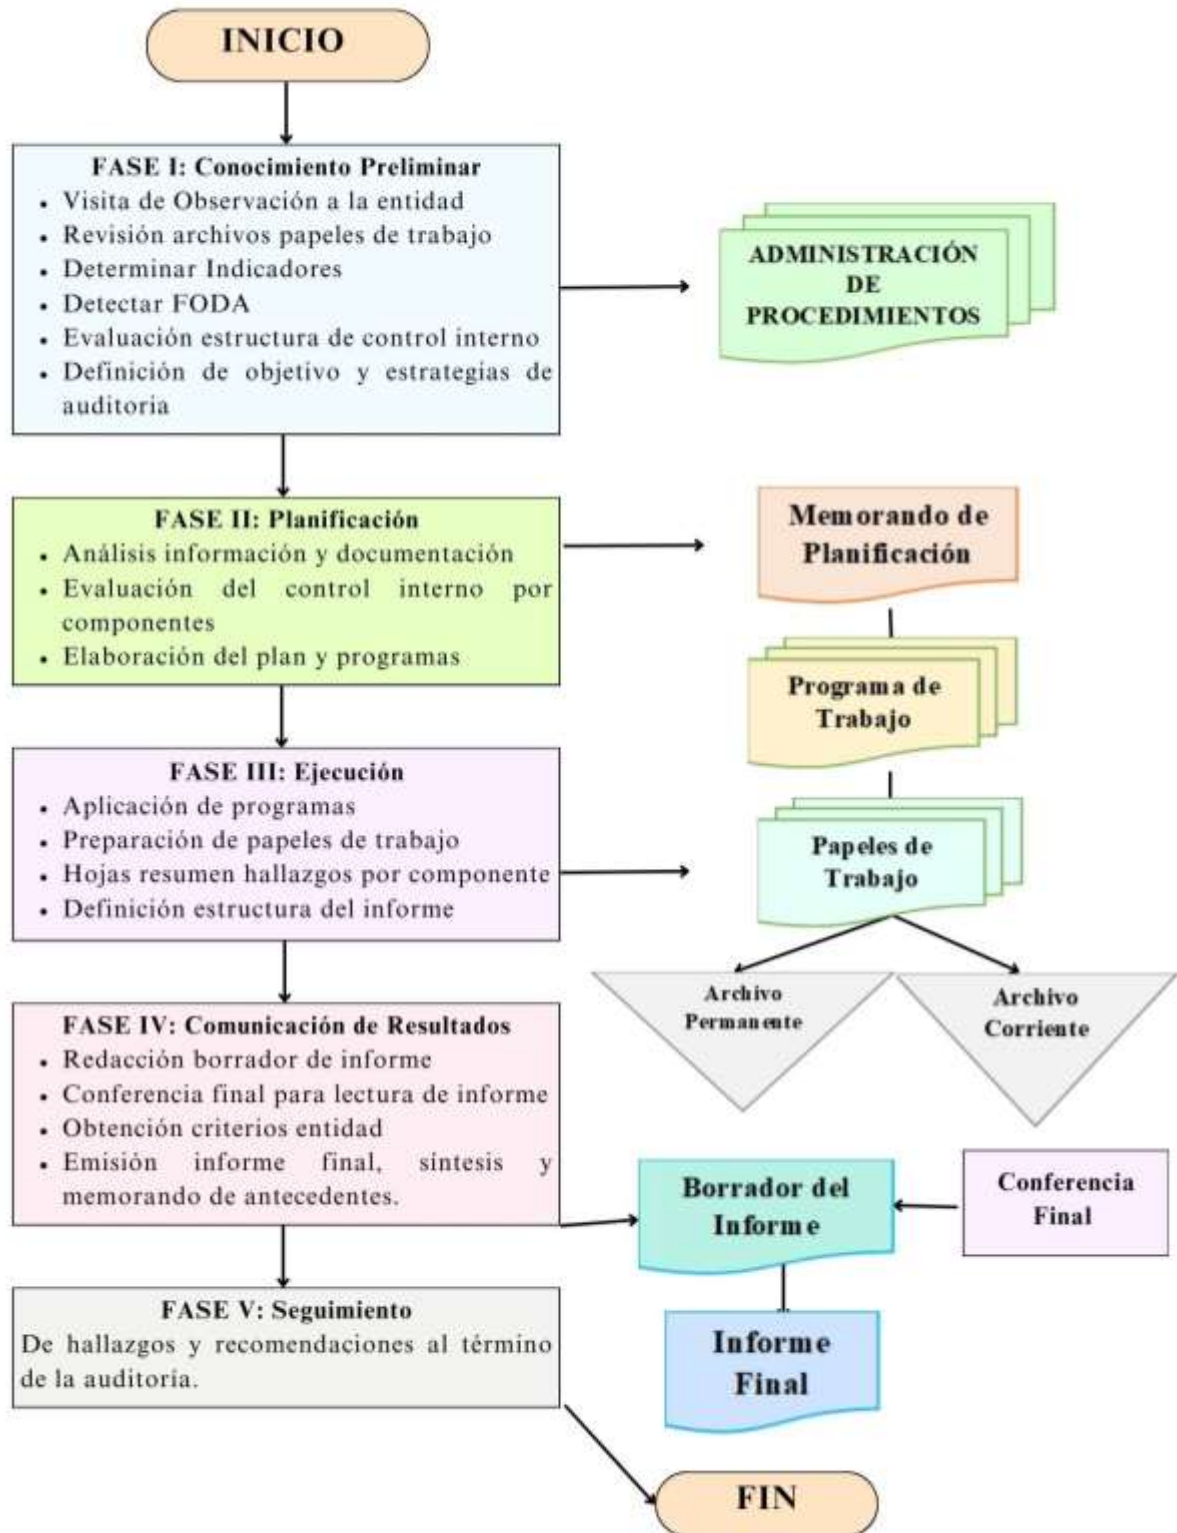 INICIO
FASE I: Conocimiento Preliminar
• Visita de Observación a la entidad
• Revisión archivos papeles de trabajo
• Determinar Indicadores
• Detectar FODA
• Evaluación estructura de control interno
• Definición de objetivo y estrategias de
auditoria
ADMINISTRACIÓN
DE
PROCEDIMIENTOS
FASE II: Planificación
• Análisis información y documentación
• Evaluación del control interno por
componentes
• Elaboración del plan y programas
Memorando de
Planificación
Programa de
Trabajo
FASE III: Ejecución
• Aplicación de programas
• Preparación de papeles de trabajo
• Hojas resumen hallazgos por componente
• Definición estructura del informe
Papeles de
Trabajo
Archivo
Permanente
Archivo
Corriente
FASE IV: Comunicación de Resultados
• Redacción borrador de informe
• Conferencia final para lectura de informe
• Obtención criterios entidad
• Emisión informe final, síntesis y
memorando de antecedentes.
Borrador del
Informe
Conferencia
Final
FASE V: Seguimiento
De hallazgos y recomendaciones al término
de la auditoría.
Informe
Final
FIN